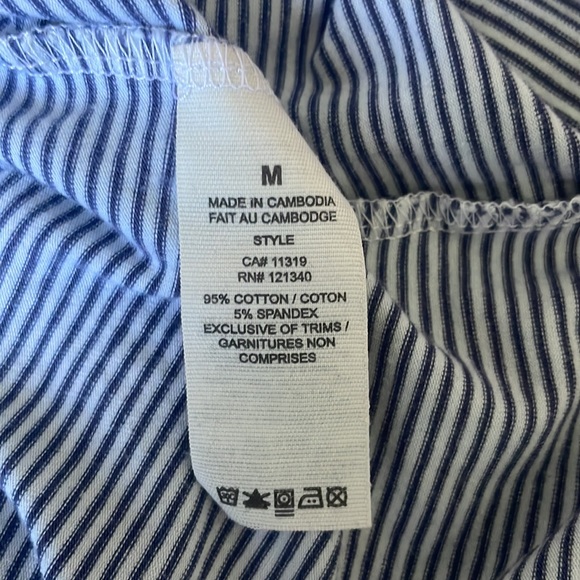 M
MADE IN CAMBODIA
FAIT AU CAMBODGE
STYLE
CA# 11319
RN# 121340
95% COTTON / COTON
5% SPANDEX
EXCLUSIVE OF TRIMS /
GARNITURES NON
COMPRISES